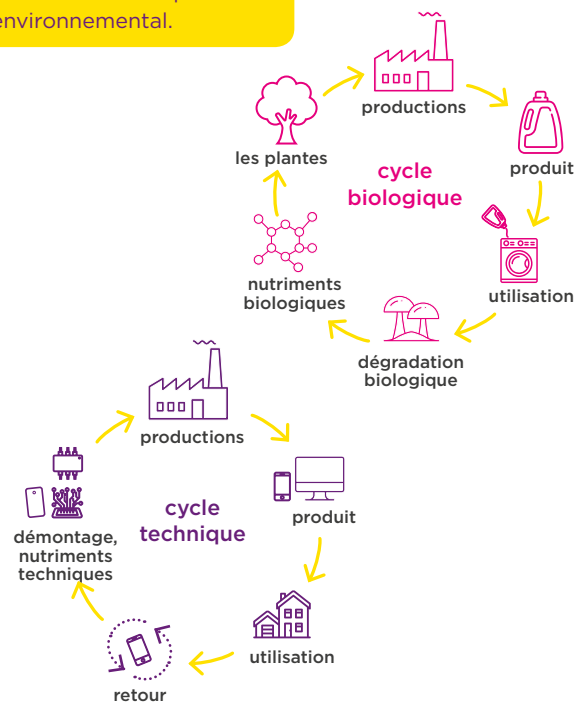 environnemental.
productions
les plantes
produit
cycle
biologique
nutriments
biologiques
utilisation
dégradation
biologique
productions
produit
cycle
technique
démontage,
nutriments
techniques
utilisation
retour